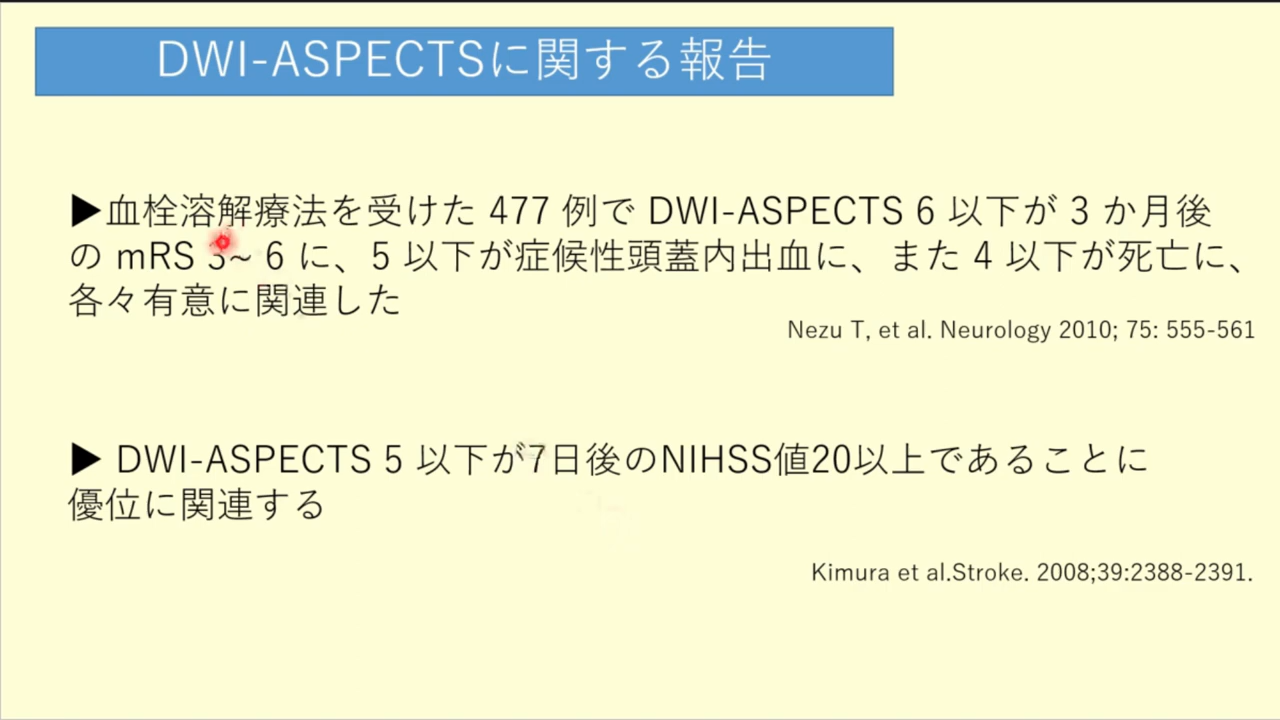 DWI-ASPECTSに関する報告
▶血栓溶解療法を受けた 477 例で DWI-ASPECTS 6 以下が 3 か月後
の mRS 3~ 6 に、5 以下が症候性頭蓋内出血に、また 4 以下が死亡に、
各々有意に関連した
Nezu T, et al. Neurology 2010; 75: 555-561
▶ DWI-ASPECTS 5 以下が7日後のNIHSS値20以上であることに
優位に関連する
Kimura et al.Stroke. 2008;39:2388-2391.